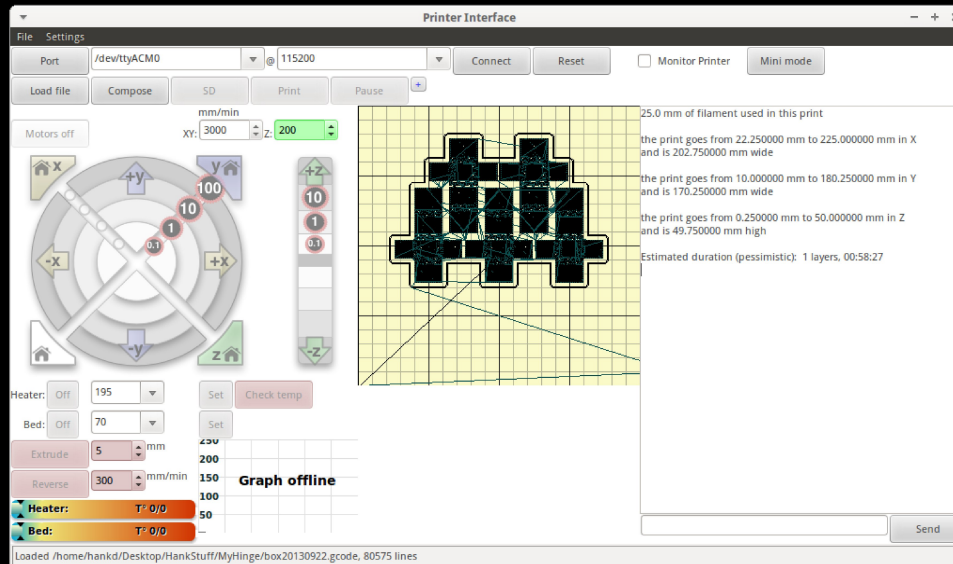 Printer Interface
File Settings
Port /dev/ttyACM0 @ 115200 Connect Reset Monitor Printer Mini mode
Load file Compose SD Print Pause +
mm/min
Motors off XY: 3000 Z: 200
x y
+y +z
100
10 10
1 1
0.1 0.1
-x +x
-y -z
z
Heater: Off 195 Set Check temp
Bed: Off 70 Set
Extrude 5 mm
Reverse 300 mm/min
250
200
150 Graph offline
100
50
Heater: T° 0/0
Bed: T° 0/0
25.0 mm of filament used in this print
the print goes from 22.250000 mm to 225.000000 mm in X
and is 202.750000 mm wide
the print goes from 10.000000 mm to 180.250000 mm in Y
and is 170.250000 mm wide
the print goes from 0.250000 mm to 50.000000 mm in Z
and is 49.750000 mm high
Estimated duration (pessimistic): 1 layers, 00:58:27
Send
Loaded /home/hankd/Desktop/HankStuff/MyHinge/box20130922.gcode, 80575 lines